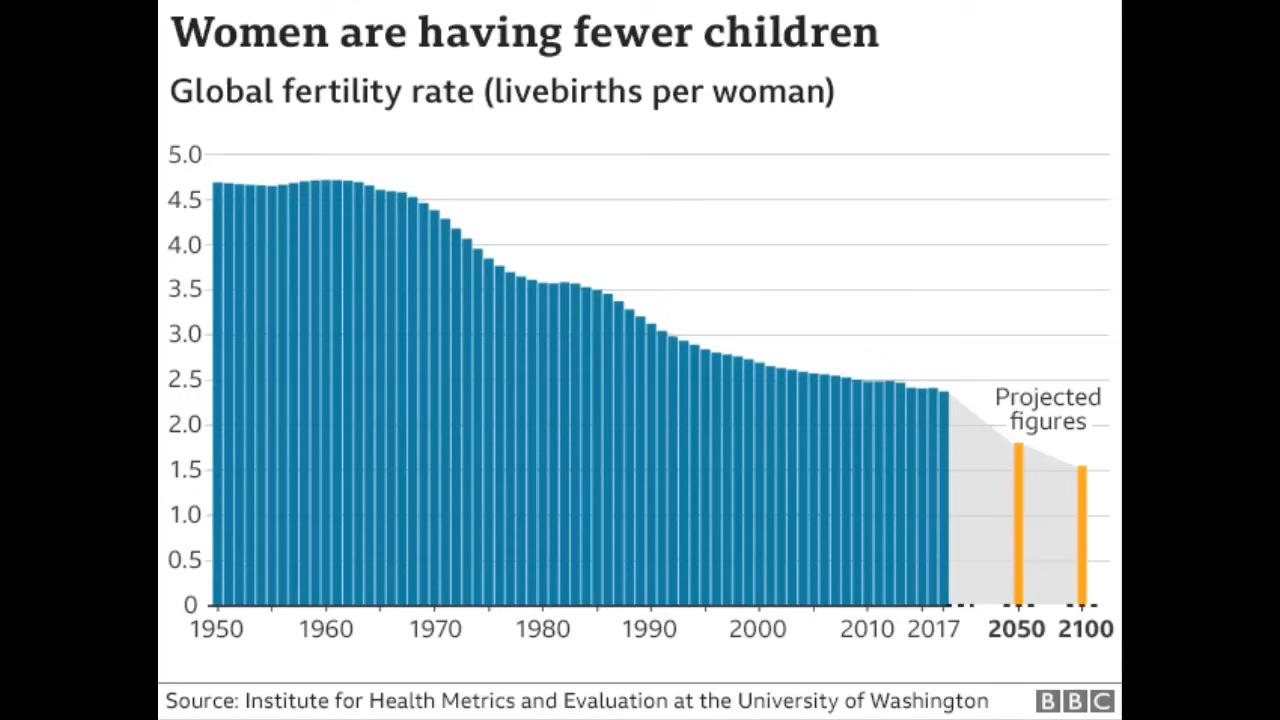 Women are having fewer children
Global fertility rate (livebirths per woman)
5.0
4.5
4.0
3.5
3.0
2.5
2.0
1.5
1.0
0.5
0
Projected
figures
1950 1960 1970 1980 1990 2000 2010 2017 2050 2100
Source: Institute for Health Metrics and Evaluation at the University of Washington
BBC